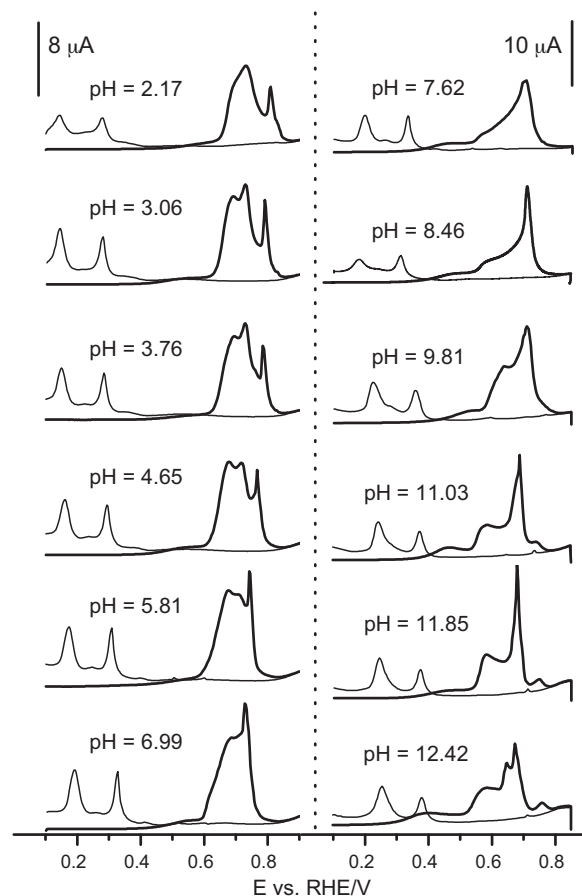 8 μA
10 μA
pH = 2.17
pH = 7.62
pH = 3.06
pH = 8.46
pH = 3.76
pH = 9.81
pH = 4.65
pH = 11.03
pH = 5.81
pH = 11.85
pH = 6.99
pH = 12.42
0.2 0.4 0.6 0.8 0.2 0.4 0.6 0.8
E vs. RHE/V